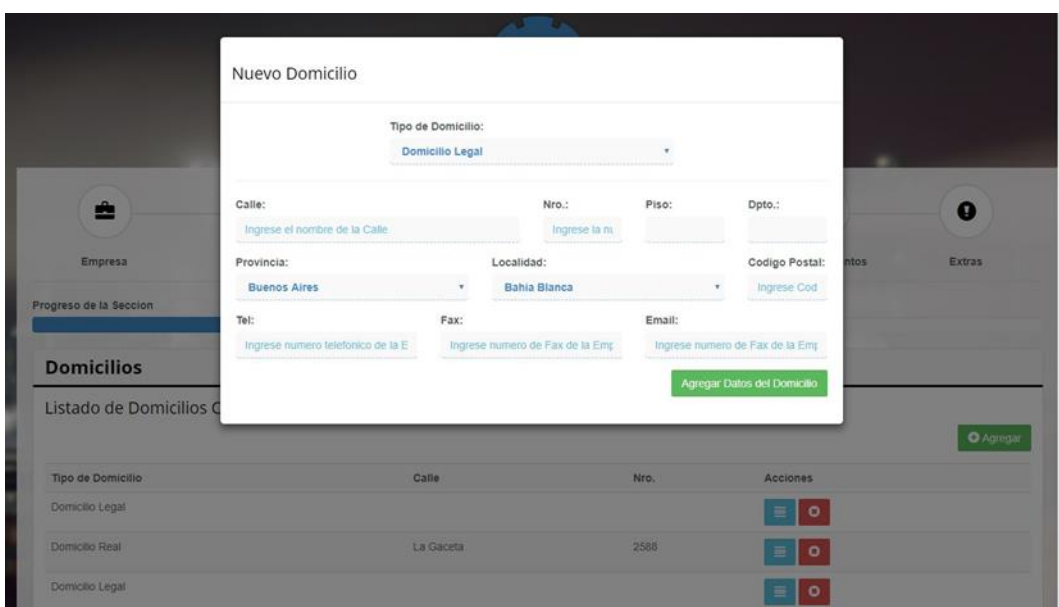 Nuevo Domicilio
Tipo de Domicilio:
Domicilio Legal
Calle: Nro.: Piso: Dpto.:
Ingrese el nombre de la Calle Ingrese la nu
Provincia: Localidad: Codigo Postal:
Buenos Aires Bahia Blanca Ingrese Cod
Tel: Fax: Email:
Ingrese numero telefonico de la E Ingrese numero de Fax de la Emp Ingrese numero de Fax de la Emp
Agregar Datos del Domicilio
Empresa ntos Extras
Progreso de la Seccion
Domicilios
Listado de Domicilios C
Agregar
Tipo de Domicilio Calle Nro. Acciones
Domicilio Legal
Domicilio Real La Gaceta 2588
Domicilio Legal